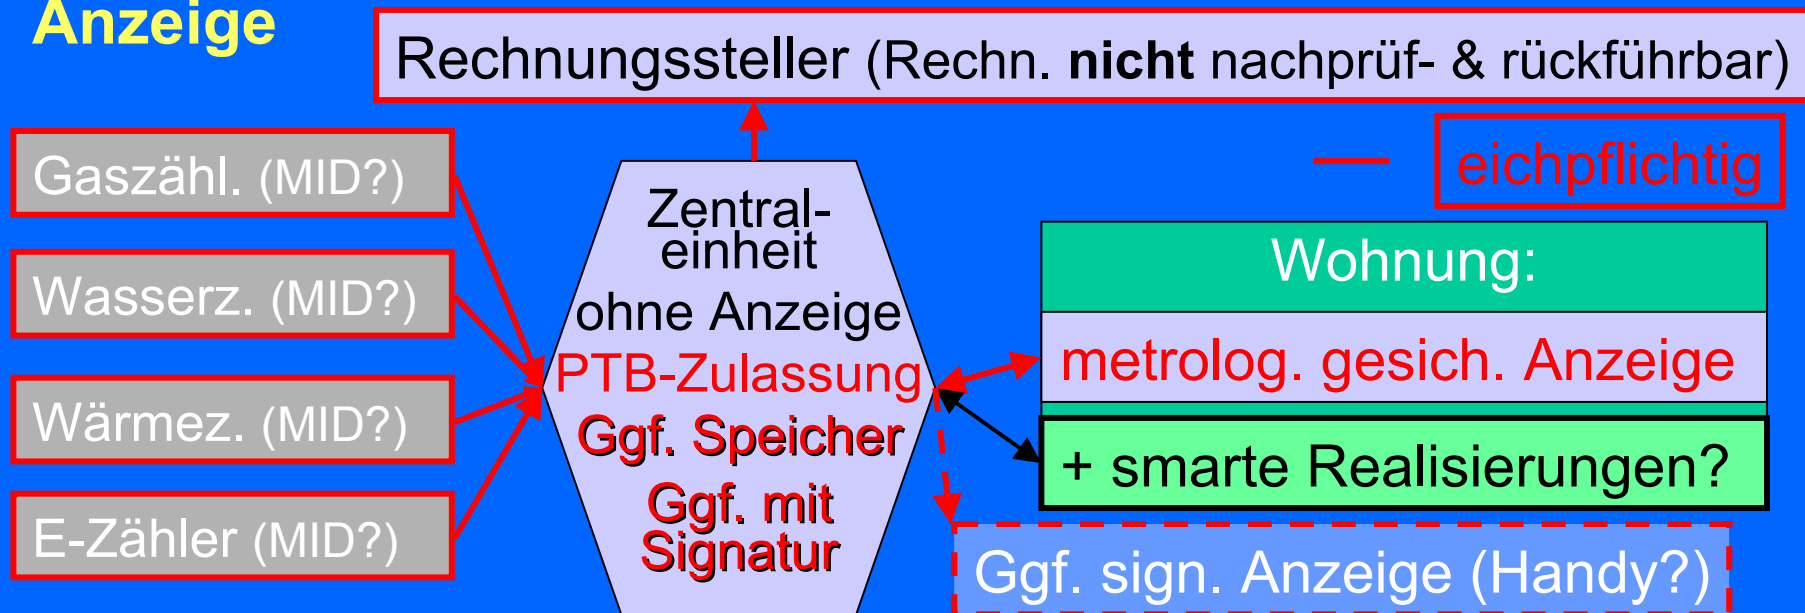 Anzeige
Rechnungssteller (Rechn. nicht nachprüf- & rückführbar)
eichpflichtig
Gaszähl. (MID?)
Wasserz. (MID?)
Wärmez. (MID?)
E-Zähler (MID?)
Zentral-
einheit
ohne Anzeige
PTB-Zulassung
Ggf. Speicher
Ggf. mit
Signatur
Wohnung:
metrolog. gesich. Anzeige
+ smarte Realisierungen?
Ggf. sign. Anzeige (Handy?)